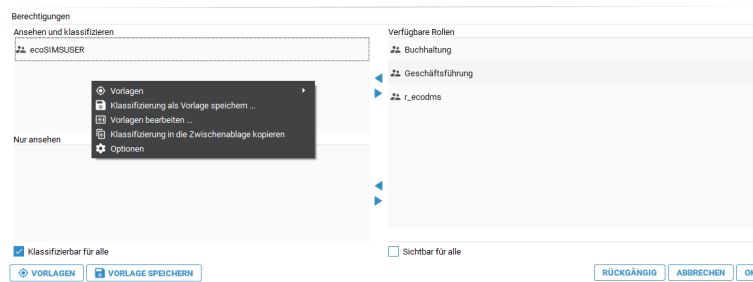 Berechtigungen
Ansehen und klassifizieren
ecoSIMSUSER
Vorlagen
Klassifizierung als Vorlage speichern ...
Vorlagen bearbeiten ...
Klassifizierung in die Zwischenablage kopieren
Optionen
Nur ansehen
Verfügbare Rollen
Buchhaltung
Geschäftsführung
r_ecodms
Klassifizierbar für alle
Sichtbar für alle
VORLAGEN
VORLAGE SPEICHERN
RÜCKGÄNGIG
ABBRECHEN
OK